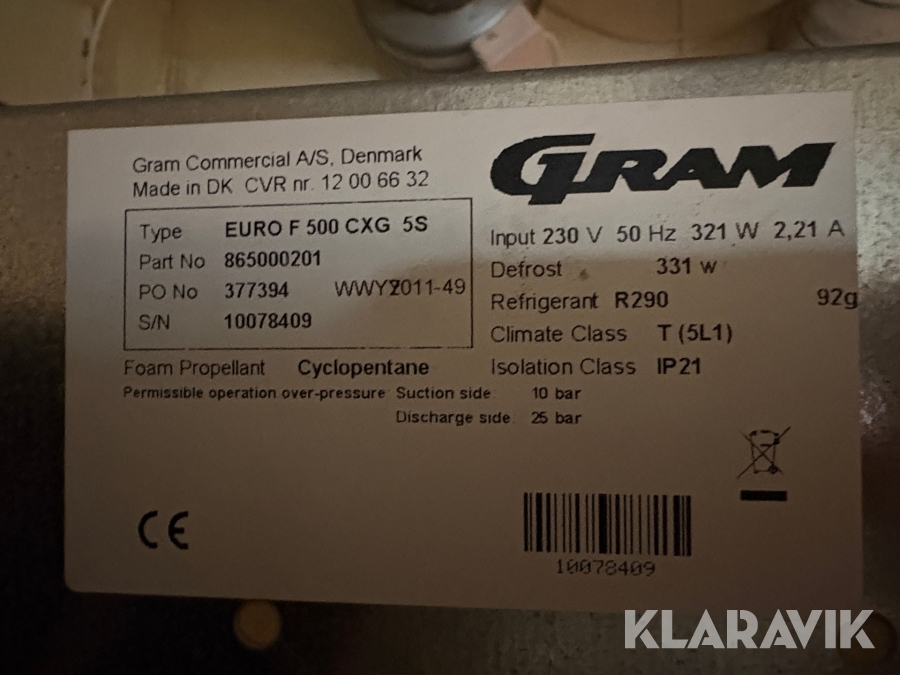 Gram Commercial A/S, Denmark
Made in DK CVR nr. 12 00 66 32
GRAM
Type EURO F 500 CXG 5S
Part No 865000201
PO No 377394 WWYY2011-49
S/N 10078409
Input 230 V 50 Hz 321 W 2,21 A
Defrost 331 W
Refrigerant R290 92g
Climate Class T (5L1)
Foam Propellant Cyclopentane
Isolation Class IP21
Permissible operation over-pressure: Suction side: 10 bar
Discharge side: 25 bar
CE
10078409
KLARAVIK